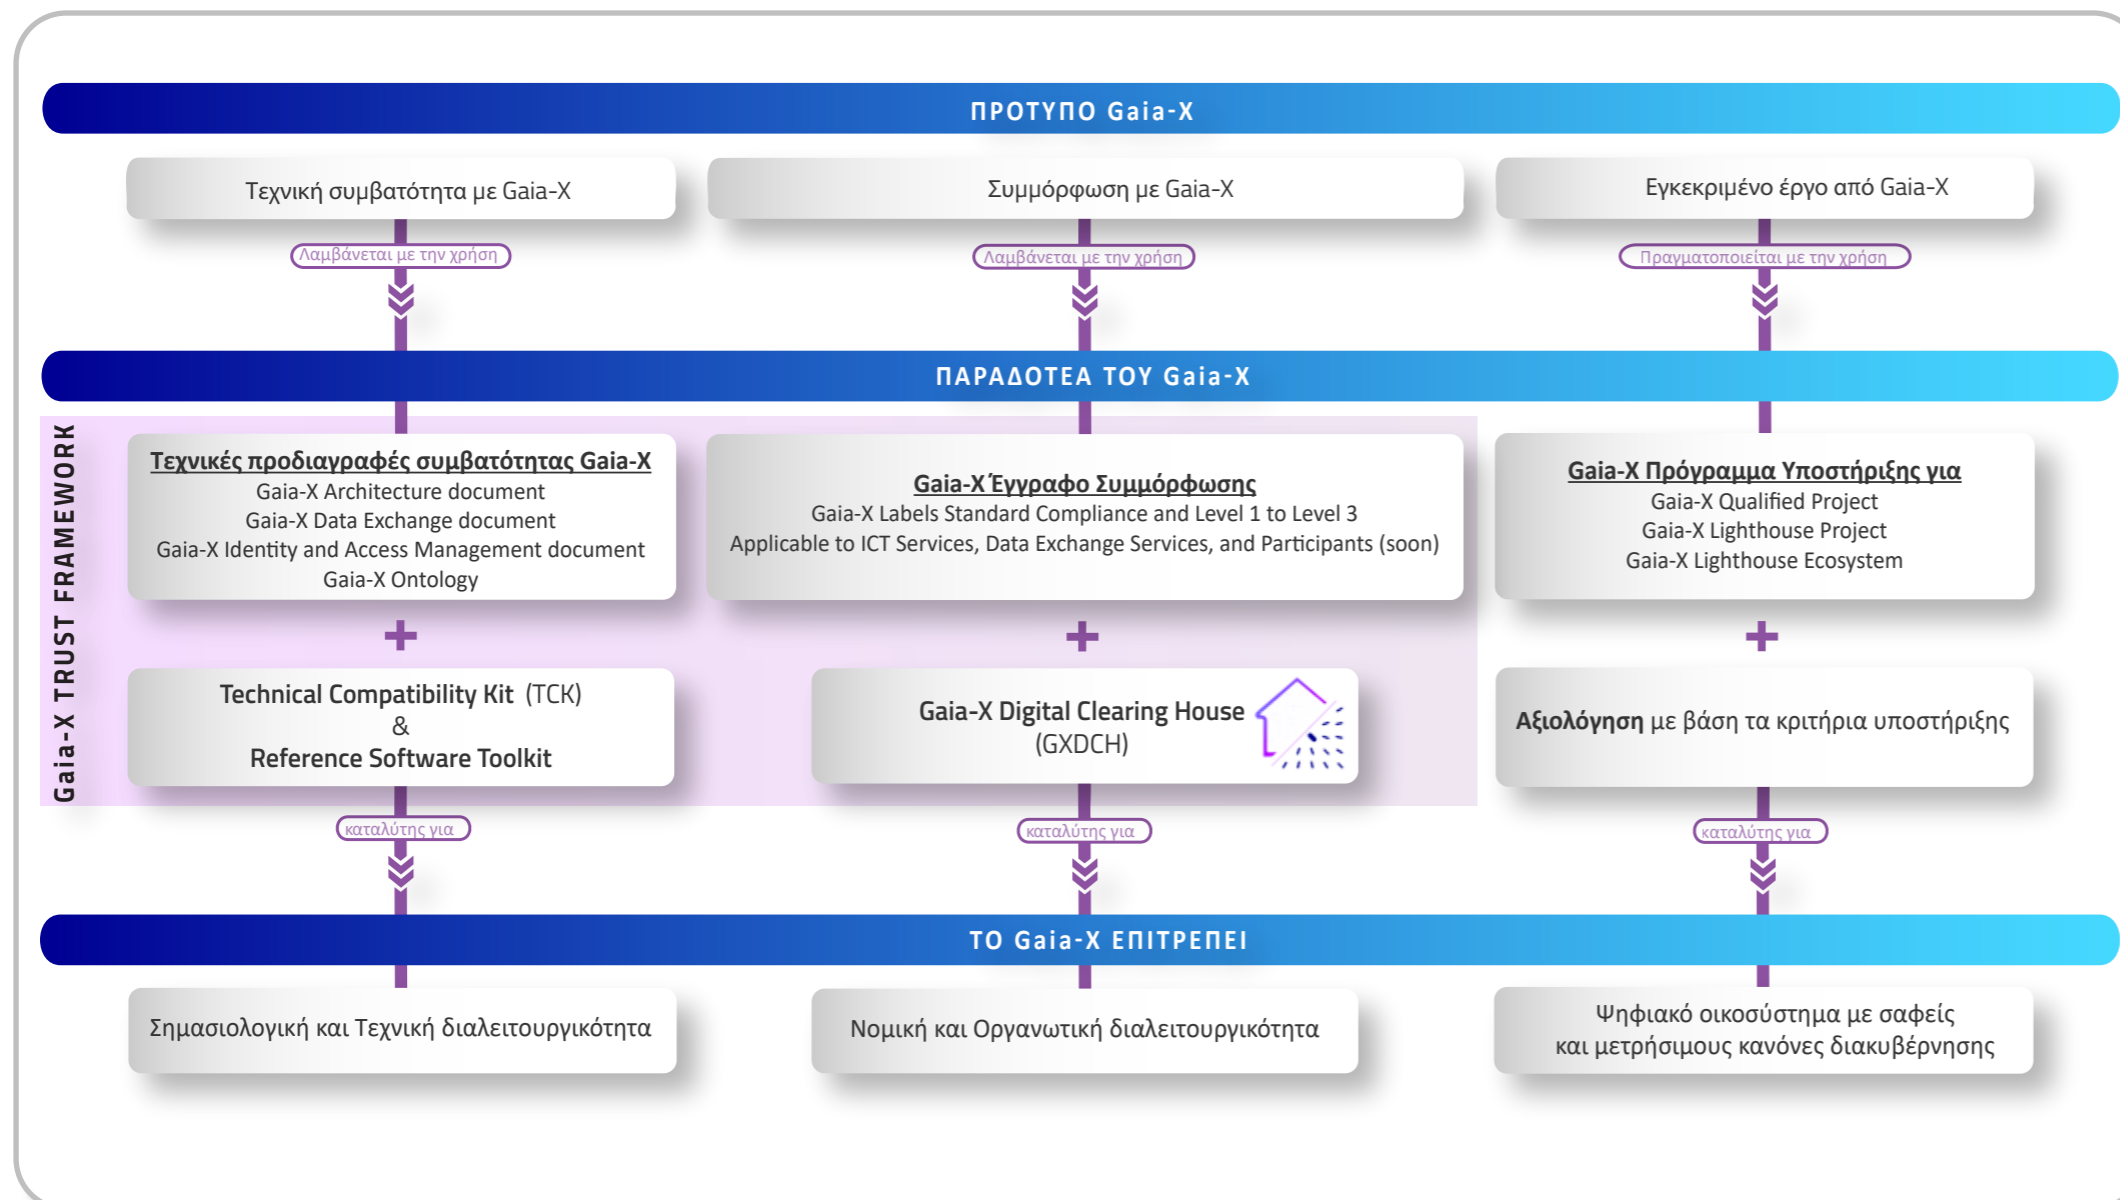 ΠΡΟΤΥΠΟ Gaia-X
Τεχνική συμβατότητα με Gaia-X
Συμμόρφωση με Gaia-X
Εγκεκριμένο έργο από Gaia-X
Λαμβάνεται με την χρήση
Λαμβάνεται με την χρήση
Πραγματοποιείται με την χρήση
ΠΑΡΑΔΟΤΕΑ ΤΟΥ Gaia-X
Gaia-X TRUST FRAMEWORK
Τεχνικές προδιαγραφές συμβατότητας Gaia-X
Gaia-X Architecture document
Gaia-X Data Exchange document
Gaia-X Identity and Access Management document
Gaia-X Ontology
Gaia-X Έγγραφο Συμμόρφωσης
Gaia-X Labels Standard Compliance and Level 1 to Level 3
Applicable to ICT Services, Data Exchange Services, and Participants (soon)
Gaia-X Πρόγραμμα Υποστήριξης για
Gaia-X Qualified Project
Gaia-X Lighthouse Project
Gaia-X Lighthouse Ecosystem
+
+
+
Technical Compatibility Kit (TCK)
&
Reference Software Toolkit
Gaia-X Digital Clearing House
(GXDCH)
Αξιολόγηση με βάση τα κριτήρια υποστήριξης
καταλύτης για
καταλύτης για
καταλύτης για
ΤΟ Gaia-X ΕΠΙΤΡΕΠΕΙ
Σημασιολογική και Τεχνική διαλειτουργικότητα
Νομική και Οργανωτική διαλειτουργικότητα
Ψηφιακό οικοσύστημα με σαφείς
και μετρήσιμους κανόνες διακυβέρνησης